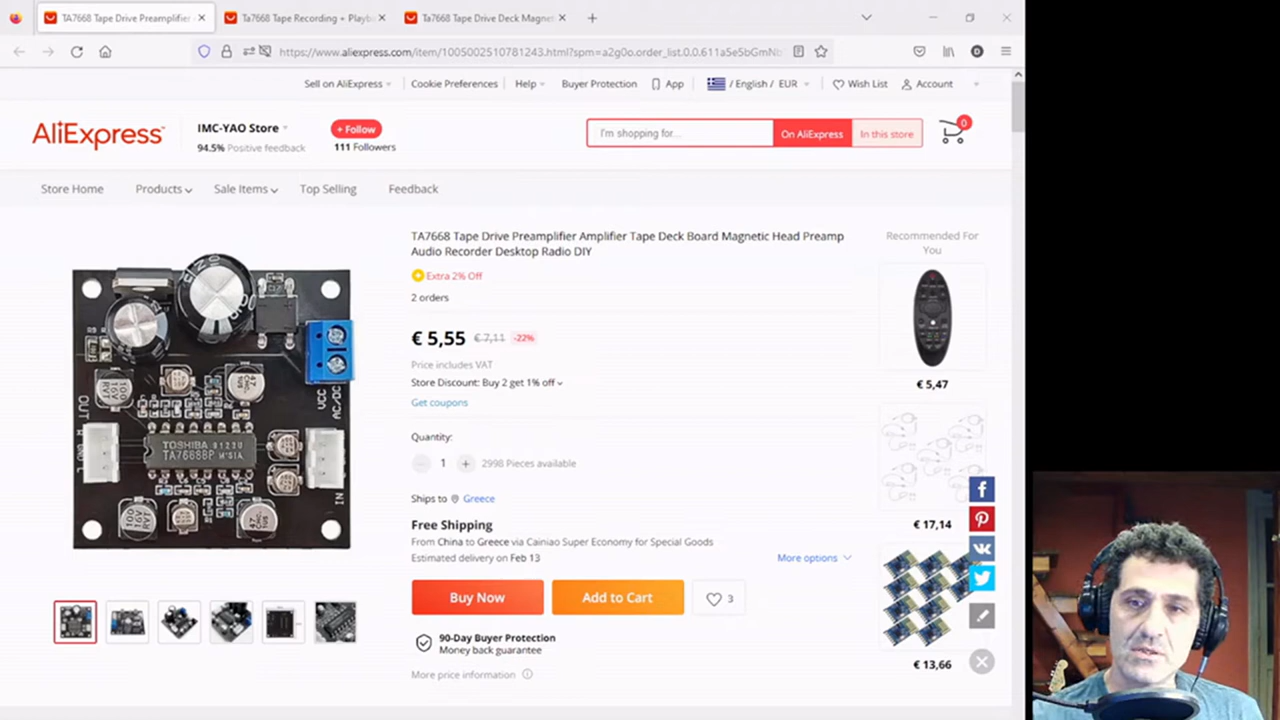 TA7668 Tape Drive Preamplifier
Ta7668 Tape Recording + Playb
TA7668 Tape Drive Deck Magnet
https://www.aliexpress.com/item/1005002510781243.html?spm=a2g0o.order_list.0.0.611a5e5bGmNb
Sell on AliExpress
Cookie Preferences
Help
Buyer Protection
App
/ English / EUR
Wish List
Account
AliExpress
IMC-YAO Store
94.5% Positive feedback
+ Follow
111 Followers
I'm shopping for...
On AliExpress
In this store
0
Store Home
Products
Sale Items
Top Selling
Feedback
TA7668 Tape Drive Preamplifier Amplifier Tape Deck Board Magnetic Head Preamp
Audio Recorder Desktop Radio DIY
Extra 2% Off
2 orders
€ 5,55 € 7,11 -22%
Price includes VAT
Store Discount: Buy 2 get 1% off
Get coupons
Quantity:
1
2998 Pieces available
Ships to Greece
Free Shipping
From China to Greece via Cainiao Super Economy for Special Goods
Estimated delivery on Feb 13
More options
Buy Now
Add to Cart
3
90-Day Buyer Protection
Money back guarantee
More price information
Recommended For
You
€ 5,47
€ 17,14
€ 13,66
VCC
AC/DC
OUT
R GND L
TOSHIBA
TA7668BP
IN
100
16V
47
100
RVT
47